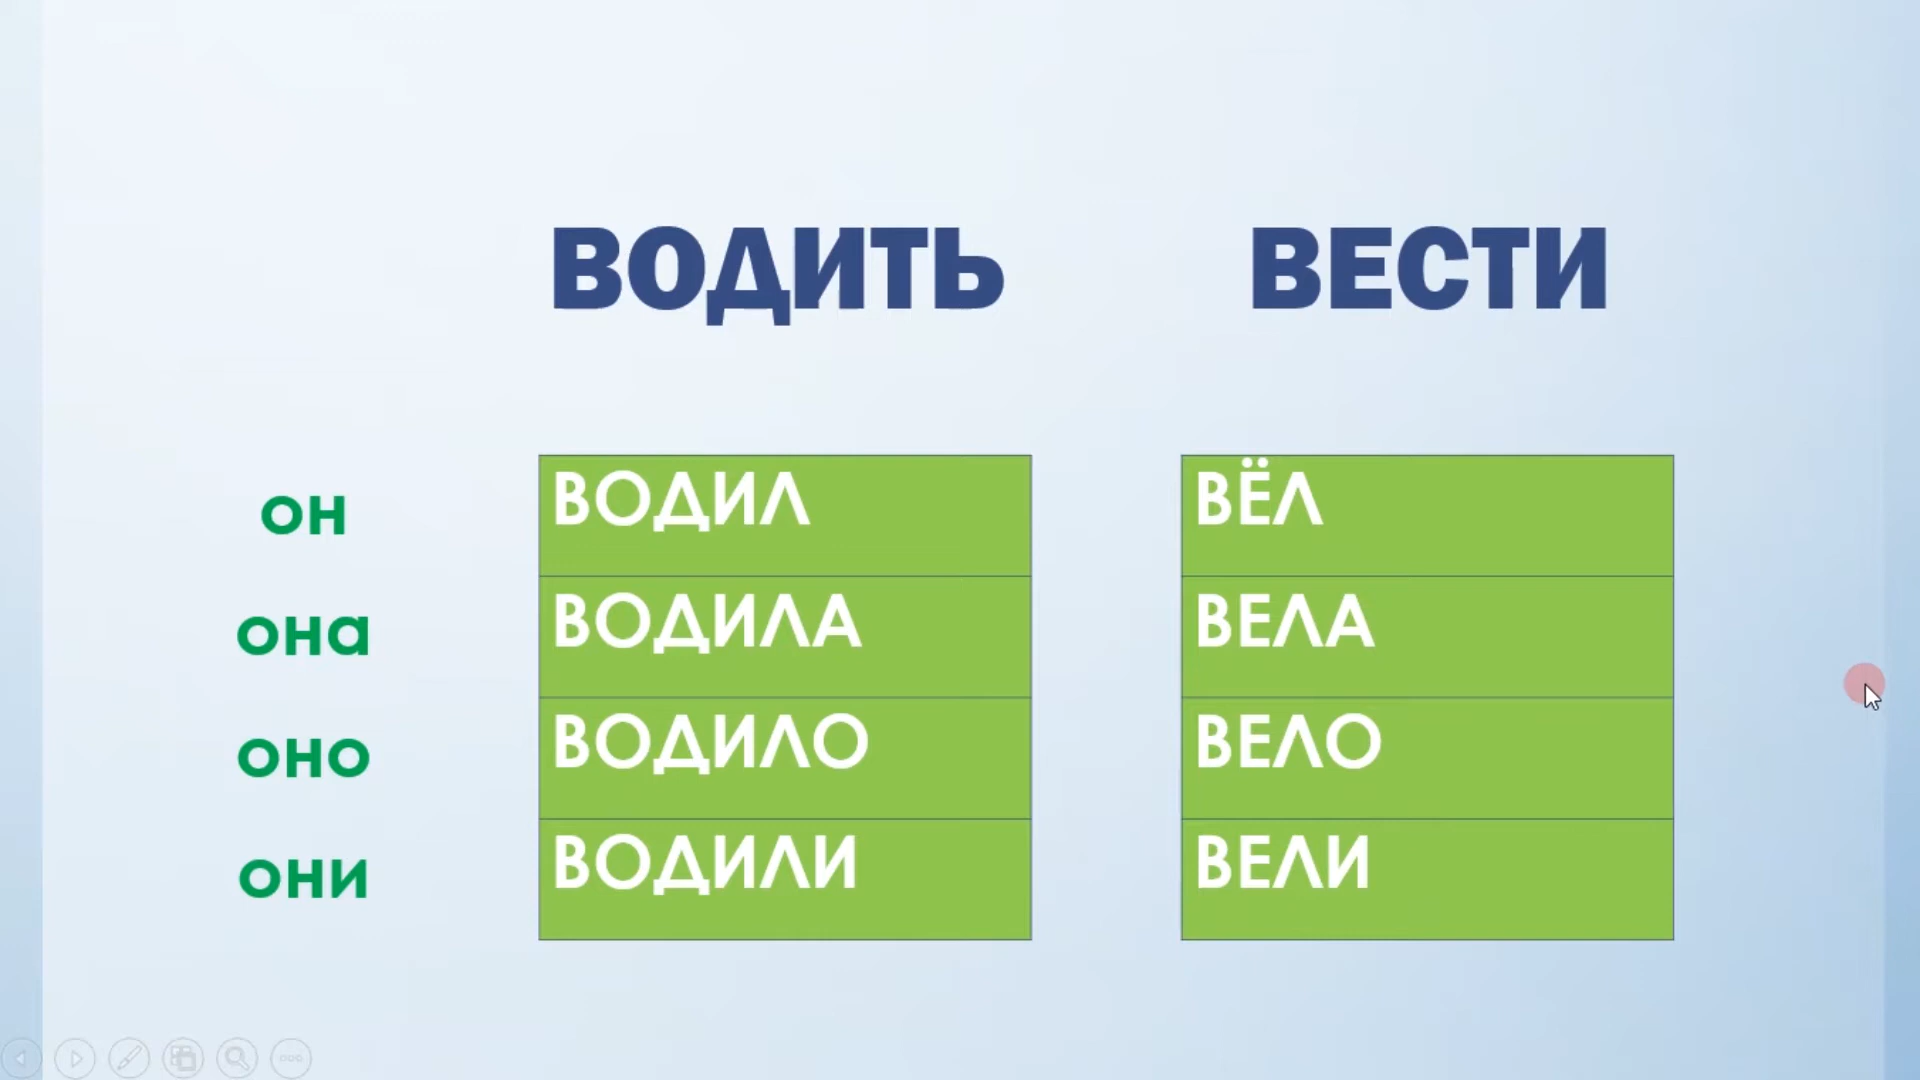 ВОДИТЬ ВЕСТИ
он ВОДИЛ ВЁЛ
она ВОДИЛА ВЕЛА
оно ВОДИЛО ВЕЛО
они ВОДИЛИ ВЕЛИ